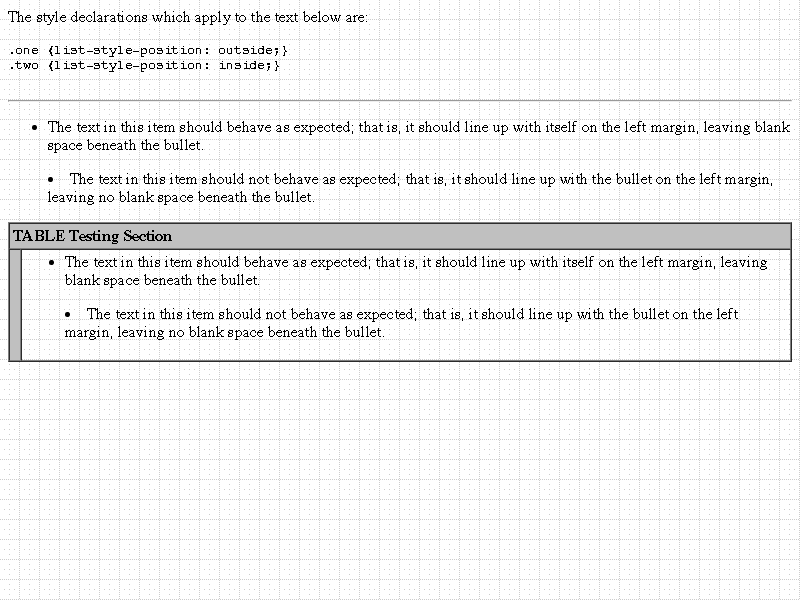 The style declarations which apply to the text below are:
.one {list-style-position: outside;}
.two {list-style-position: inside;}
• The text in this item should behave as expected; that is, it should line up with itself on the left margin, leaving blank
space beneath the bullet.
• The text in this item should not behave as expected; that is, it should line up with the bullet on the left margin,
leaving no blank space beneath the bullet.
TABLE Testing Section
• The text in this item should behave as expected; that is, it should line up with itself on the left margin, leaving
blank space beneath the bullet.
• The text in this item should not behave as expected; that is, it should line up with the bullet on the left
margin, leaving no blank space beneath the bullet.